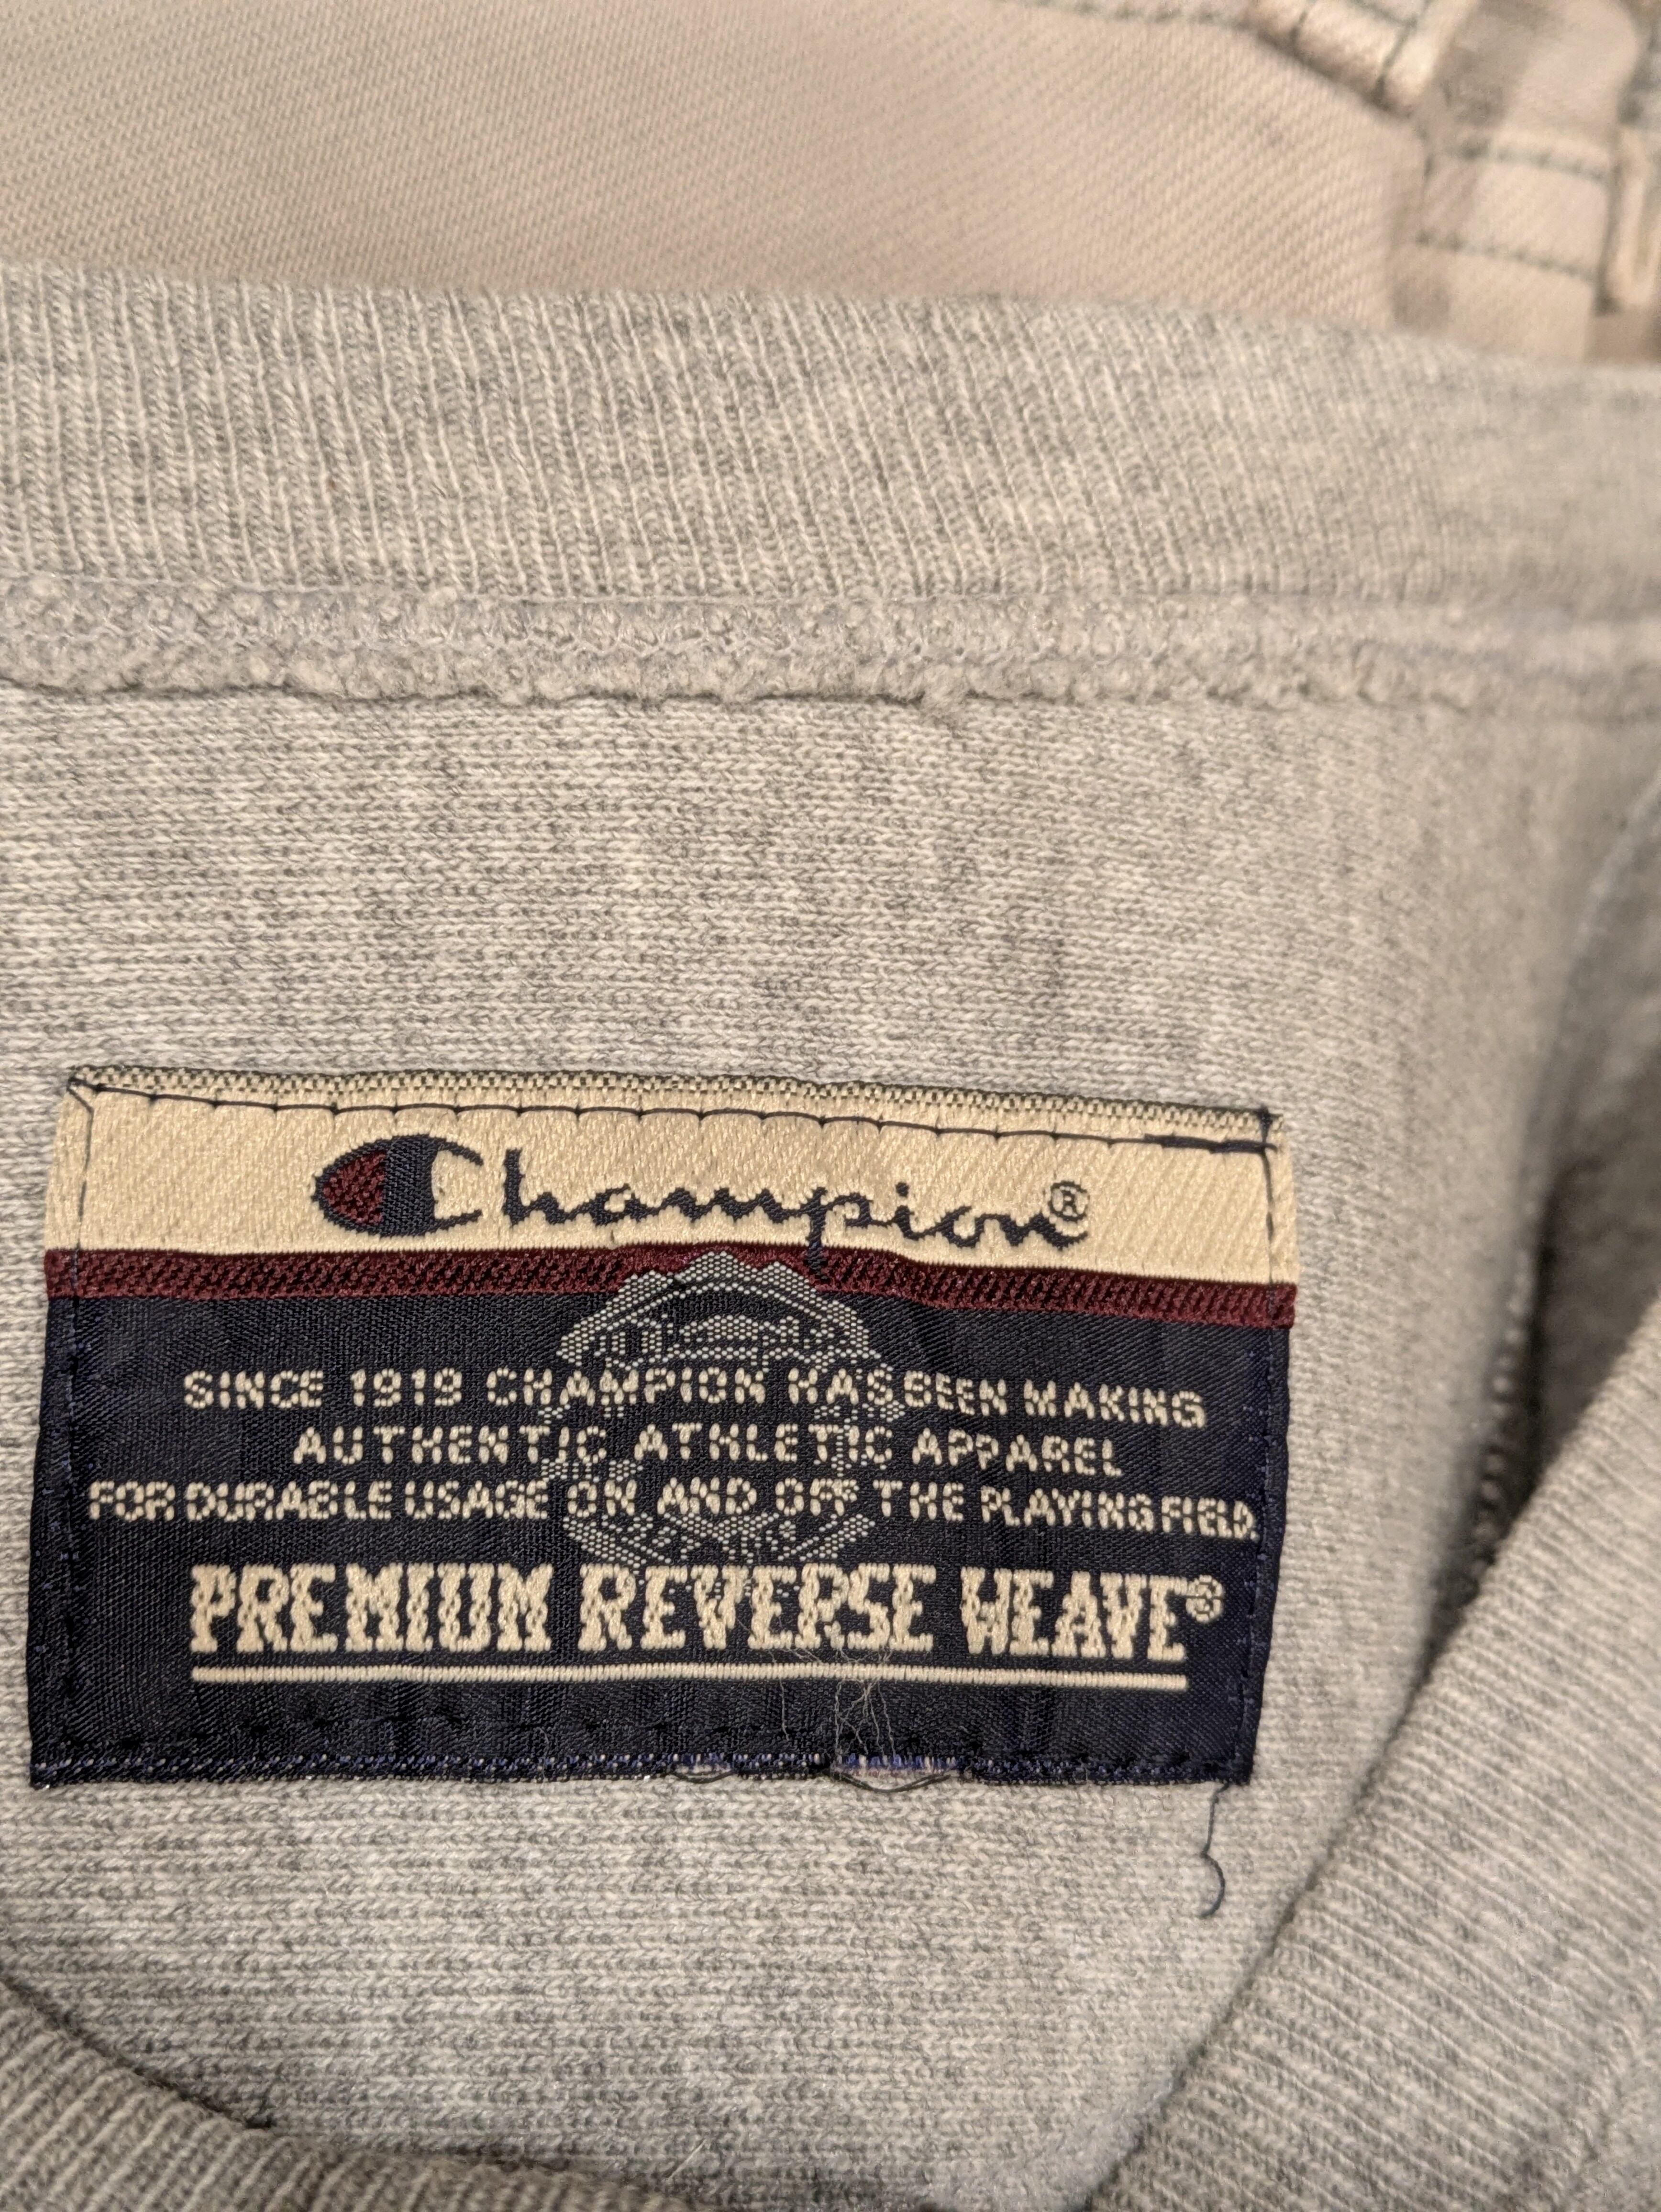 Champion®
SINCE 1919 CHAMPION HAS BEEN MAKING
AUTHENTIC ATHLETIC APPAREL
FOR DURABLE USAGE ON AND OFF THE PLAYING FIELD.
PREMIUM REVERSE WEAVE®